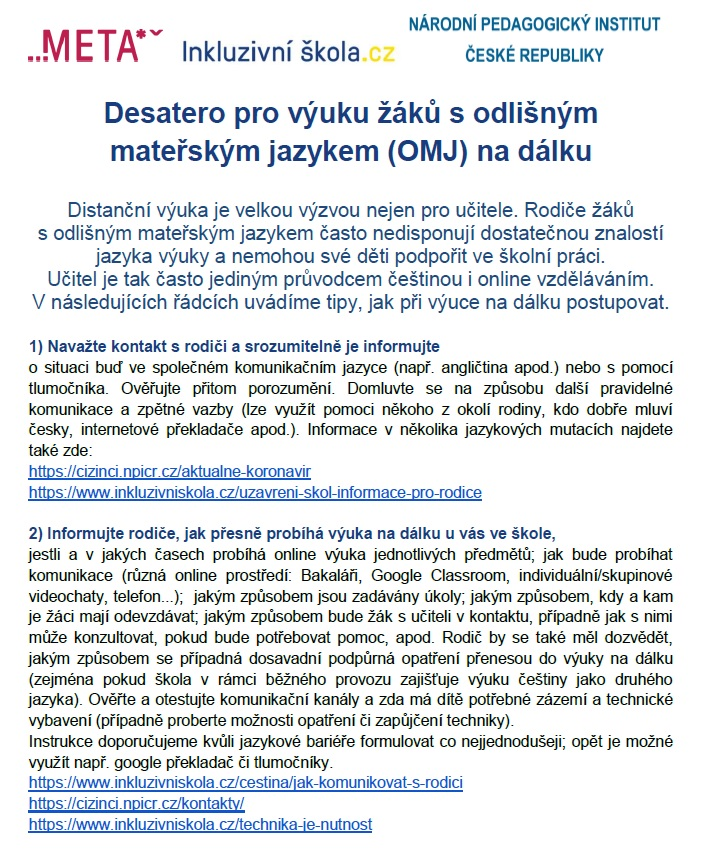 ...META*ˇ
Inkluzivní škola.cz
NÁRODNÍ PEDAGOGICKÝ INSTITUT
ČESKÉ REPUBLIKY
Desatero pro výuku žáků s odlišným
mateřským jazykem (OMJ) na dálku
Distanční výuka je velkou výzvou nejen pro učitele. Rodiče žáků
s odlišným mateřským jazykem často nedisponují dostatečnou znalostí
jazyka výuky a nemohou své děti podpořit ve školní práci.
Učitel je tak často jediným průvodcem češtinou i online vzděláváním.
V následujících řádcích uvádíme tipy, jak při výuce na dálku postupovat.
1) Navažte kontakt s rodiči a srozumitelně je informujte
o situaci buď ve společném komunikačním jazyce (např. angličtina apod.) nebo s pomocí
tlumočníka. Ověřujte přitom porozumění. Domluvte se na způsobu další pravidelné
komunikace a zpětné vazby (lze využít pomoci někoho z okolí rodiny, kdo dobře mluví
česky, internetové překladače apod.). Informace v několika jazykových mutacích najdete
také zde:
https://cizinci.npicr.cz/aktualne-koronavir
https://www.inkluzivniskola.cz/uzavreni-skol-informace-pro-rodice
2) Informujte rodiče, jak přesně probíhá výuka na dálku u vás ve škole,
jestli a v jakých časech probíhá online výuka jednotlivých předmětů; jak bude probíhat
komunikace (různá online prostředí: Bakaláři, Google Classroom, individuální/skupinové
videochaty, telefon...); jakým způsobem jsou zadávány úkoly; jakým způsobem, kdy a kam
je žáci mají odevzdávat; jakým způsobem bude žák s učiteli v kontaktu, případně jak s nimi
může konzultovat, pokud bude potřebovat pomoc, apod. Rodič by se také měl dozvědět,
jakým způsobem se případná dosavadní podpůrná opatření přenesou do výuky na dálku
(zejména pokud škola v rámci běžného provozu zajišťuje výuku češtiny jako druhého
jazyka). Ověřte a otestujte komunikační kanály a zda má dítě potřebné zázemí a technické
vybavení (případně proberte možnosti opatření či zapůjčení techniky).
Instrukce doporučujeme kvůli jazykové bariéře formulovat co nejjednodušeji; opět je možné
využít např. google překladač či tlumočníky.
https://www.inkluzivniskola.cz/cestina/jak-komunikovat-s-rodici
https://cizinci.npicr.cz/kontakty/
https://www.inkluzivniskola.cz/technika-je-nutnost